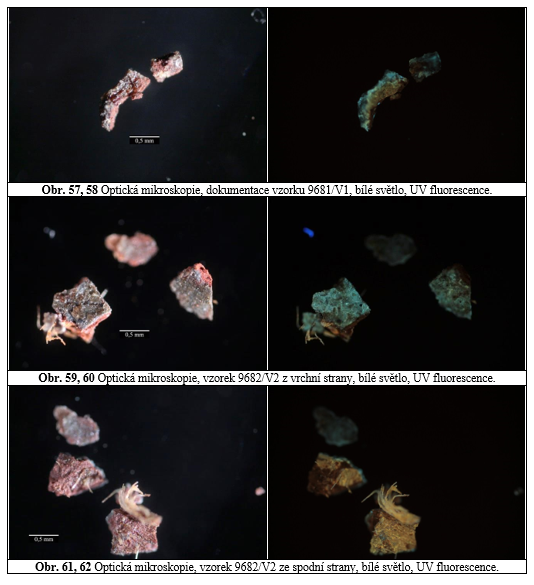 0,5 mm
Obr. 57, 58 Optická mikroskopie, dokumentace vzorku 9681/V1, bílé světlo, UV fluorescence.
0,5 mm
Obr. 59, 60 Optická mikroskopie, vzorek 9682/V2 z vrchní strany, bílé světlo, UV fluorescence.
0,5 mm
Obr. 61, 62 Optická mikroskopie, vzorek 9682/V2 ze spodní strany, bílé světlo, UV fluorescence.